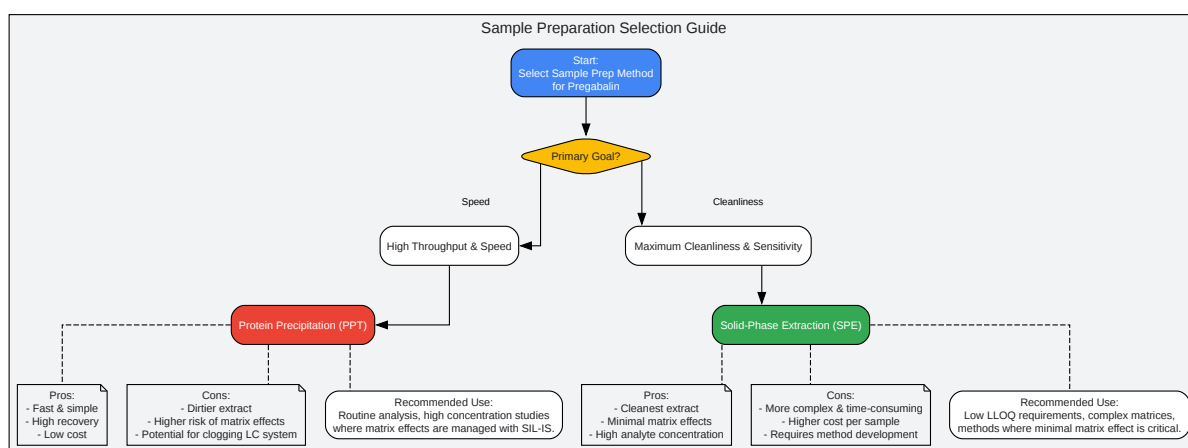 Sample Preparation Selection Guide
Start:
Select Sample Prep Method
for Pregabalin
Primary Goal?
Speed
Cleanliness
High Throughput & Speed
Maximum Cleanliness & Sensitivity
Protein Precipitation (PPT)
Solid-Phase Extraction (SPE)
Pros:
- Fast & simple
- High recovery
- Low cost
Cons:
- Dirtier extract
- Higher risk of matrix effects
- Potential for clogging LC system
Recommended Use:
Routine analysis, high concentration studies
where matrix effects are managed with SIL-IS.
Pros:
- Cleanest extract
- Minimal matrix effects
- High analyte concentration
Cons:
- More complex & time-consuming
- Higher cost per sample
- Requires method development
Recommended Use:
Low LLOQ requirements, complex matrices,
methods where minimal matrix effect is critical.